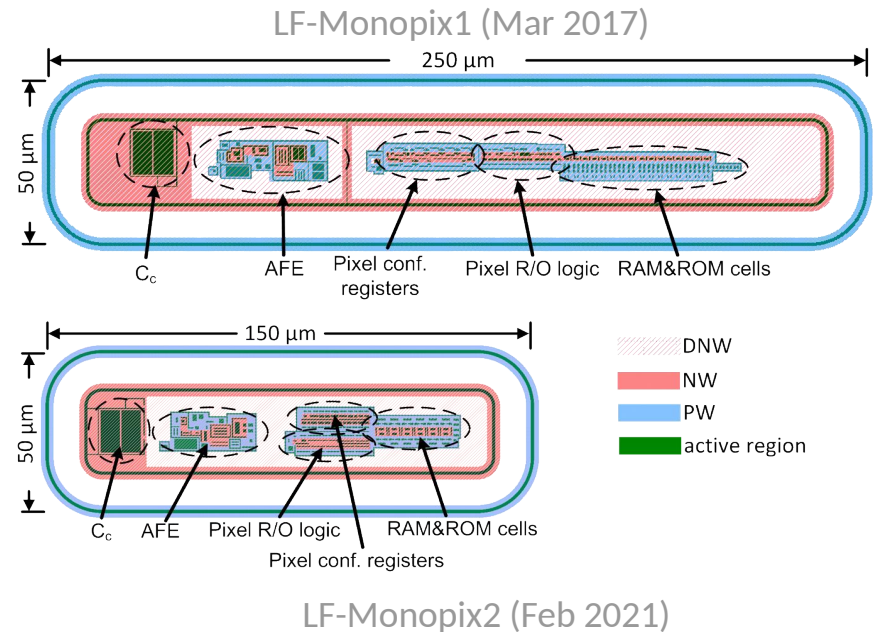 LF-Monopix1 (Mar 2017)
250 µm
50 µm
Cc
AFE
Pixel conf.
registers
Pixel R/O logic
RAM&ROM cells
150 µm
50 µm
DNW
NW
PW
active region
Cc
AFE
Pixel R/O logic
RAM&ROM cells
Pixel conf. registers
LF-Monopix2 (Feb 2021)